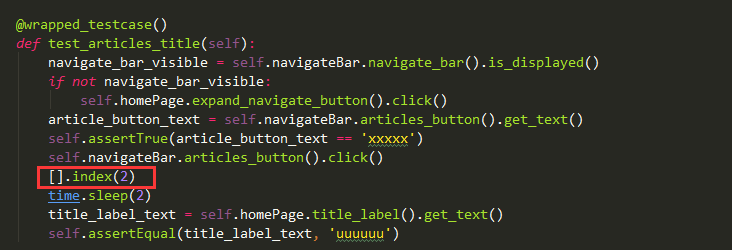 @wrapped_testcase()
def test_articles_title(self):
navigate_bar_visible = self.navigateBar.navigate_bar().is_displayed()
if not navigate_bar_visible:
self.homePage.expand_navigate_button().click()
article_button_text = self.navigateBar.articles_button().get_text()
self.assertTrue(article_button_text == 'xxxxx')
self.navigateBar.articles_button().click()
[].index(2)
time.sleep(2)
title_label_text = self.homePage.title_label().get_text()
self.assertEqual(title_label_text, 'uuuuuu')